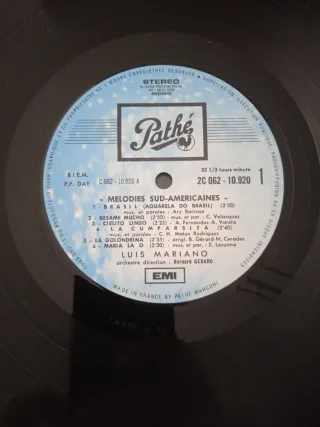 STEREO
MONO
Pathé
33 1/3 tours minute
B.I.E.M.
2C 062 - 10.920 1
P.P. DAY
C 062 - 10.920 A
- MELODIES SUD-AMERICAINES -
1 - BRASIL (AQUARELA DO BRASIL) (2'50)
mus. et paroles : Ary Barroso
2 - BESAME MUCHO (2'50) - mus. et par. : C. Velasquez
3 - CIELITO LINDO (2'25) - A. Fernandez-A. Varela
4 - LA CUMPARSITA (2'40)
mus. et paroles : C. H. Matos Rodriguez
5 - LA GOLONDRINA (2'35) - arrgt B. Gérard-N. Ceredes
6 - MARIA LA O (2'30) - mus. et par. : E. Lecuona
LUIS MARIANO
orchestre direction : Bernard GERARD
EMI
MADE IN FRANCE BY PATHE MARCONI